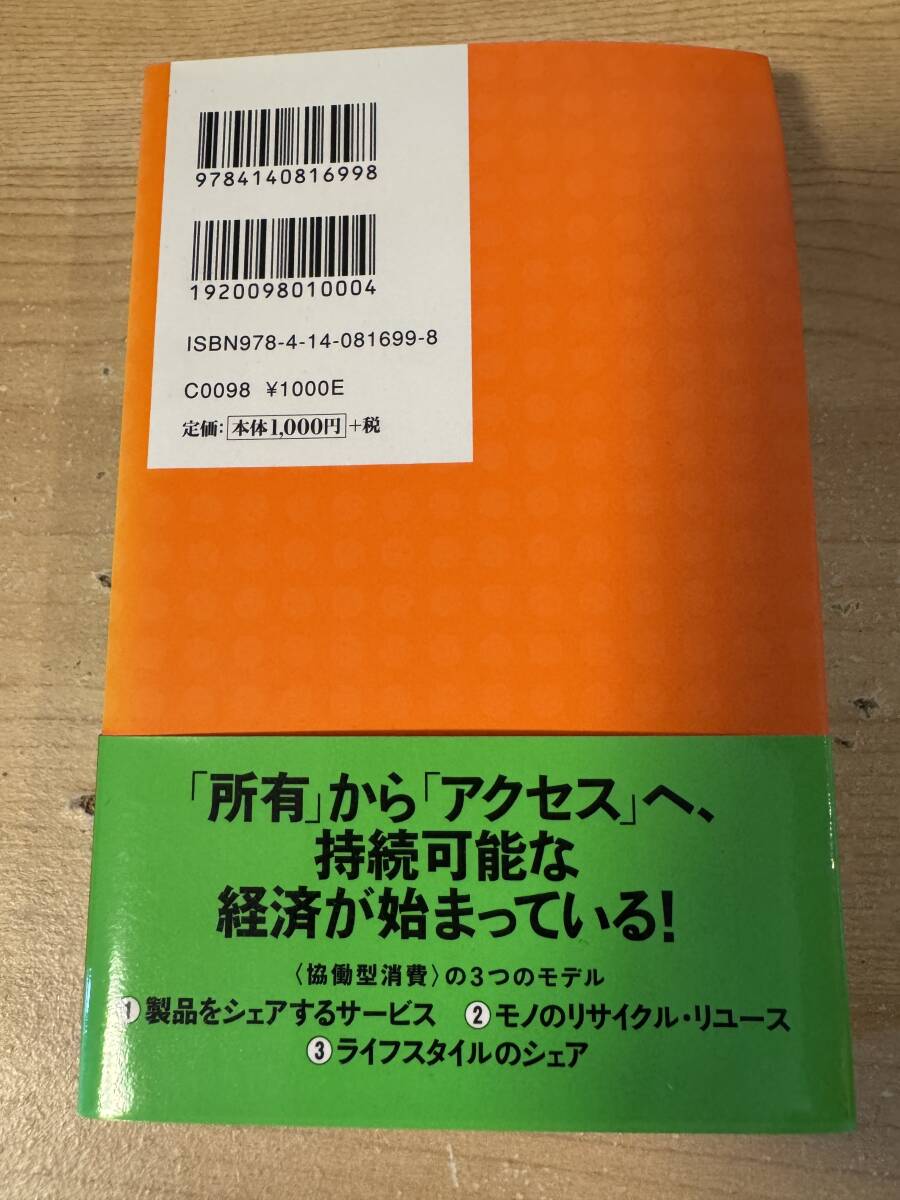 9784140816998
1920098010004
ISBN978-4-14-081699-8
C0098 ¥1000E
定価：本体1,000円+税
「所有」から「アクセス」へ、
持続可能な
経済が始まっている！
〈協働型消費〉の3つのモデル
①製品をシェアするサービス ②モノのリサイクル・リユース
③ライフスタイルのシェア